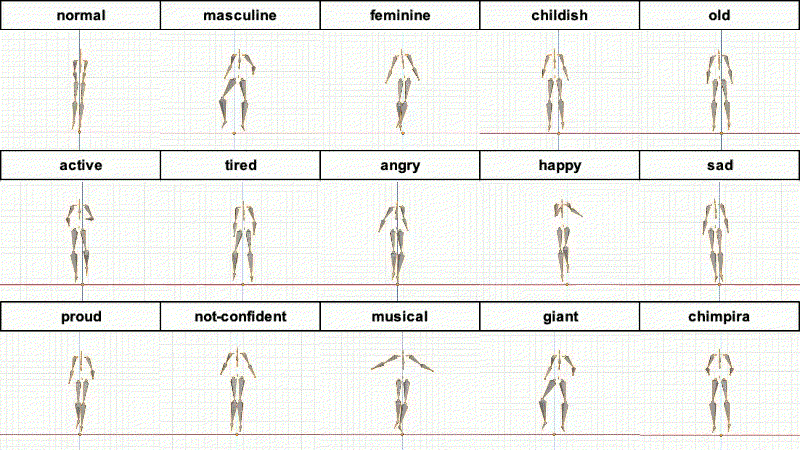 normal masculine feminine childish old
active tired angry happy sad
proud not-confident musical giant chimpira